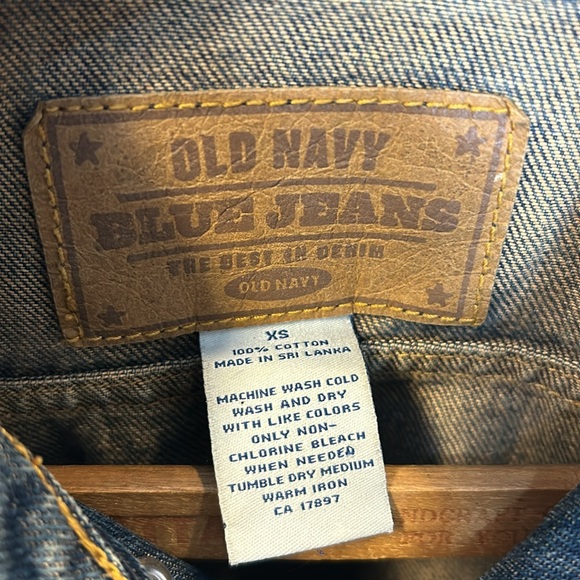 OLD NAVY
BLUE JEANS
THE BEST IN DENIM
OLD NAVY
XS
100% COTTON
MADE IN SRI LANKA
MACHINE WASH COLD
WASH AND DRY
WITH LIKE COLORS
ONLY NON-
CHLORINE BLEACH
WHEN NEEDED
TUMBLE DRY MEDIUM
WARM IRON
CA 17897